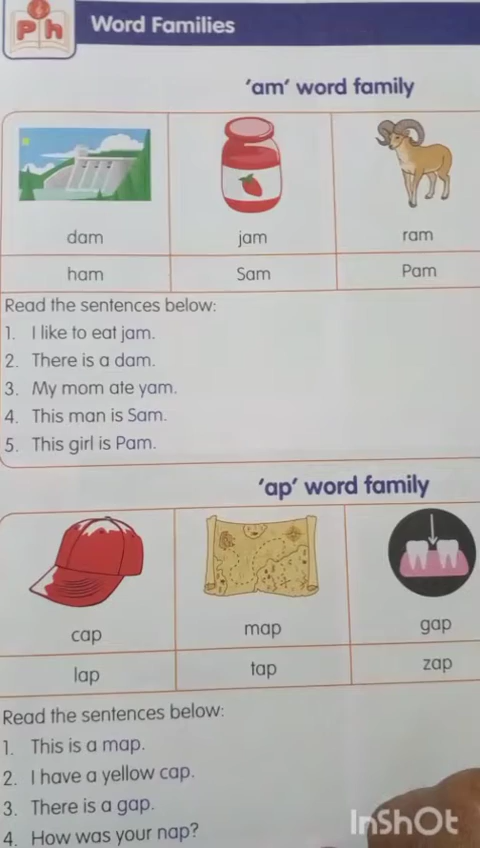 Ph
Word Families
'am' word family
dam jam ram
ham Sam Pam
Read the sentences below:
1. I like to eat jam.
2. There is a dam.
3. My mom ate yam.
4. This man is Sam.
5. This girl is Pam.
'ap' word family
cap map gap
lap tap zap
Read the sentences below:
1. This is a map.
2. I have a yellow cap.
3. There is a gap.
4. How was your nap?
InShOt